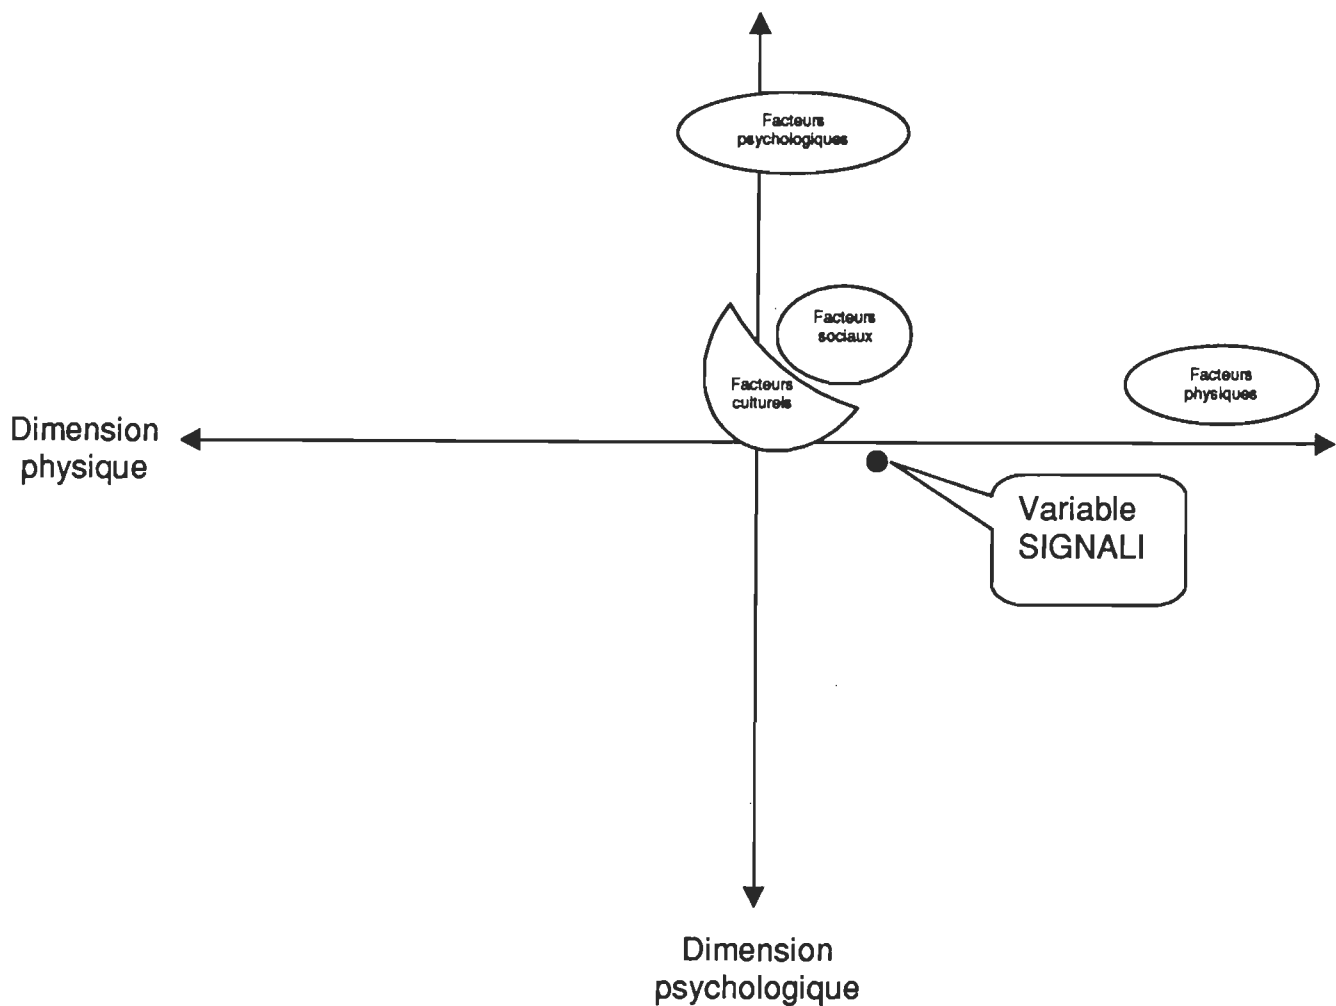 Facteurs
psychologiques
Facteurs
sociaux
Facteurs
culturels
Facteurs
physiques
Dimension
physique
Variable
SIGNALI
Dimension
psychologique